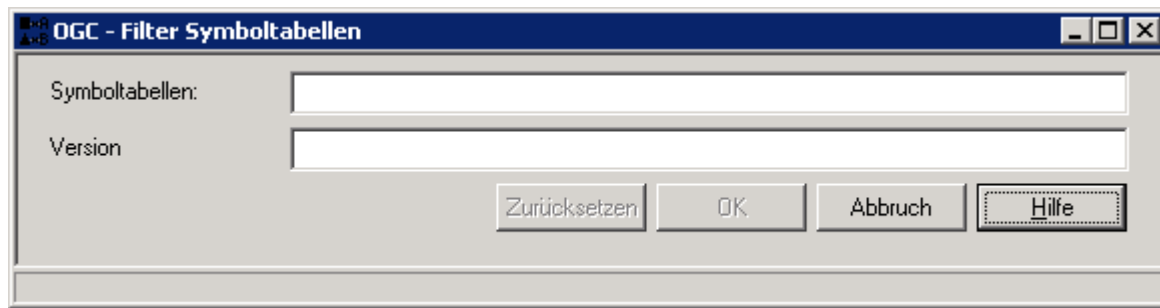 OGC - Filter Symboltabellen
Symboltabellen:
Version
Zurücksetzen OK Abbruch Hilfe